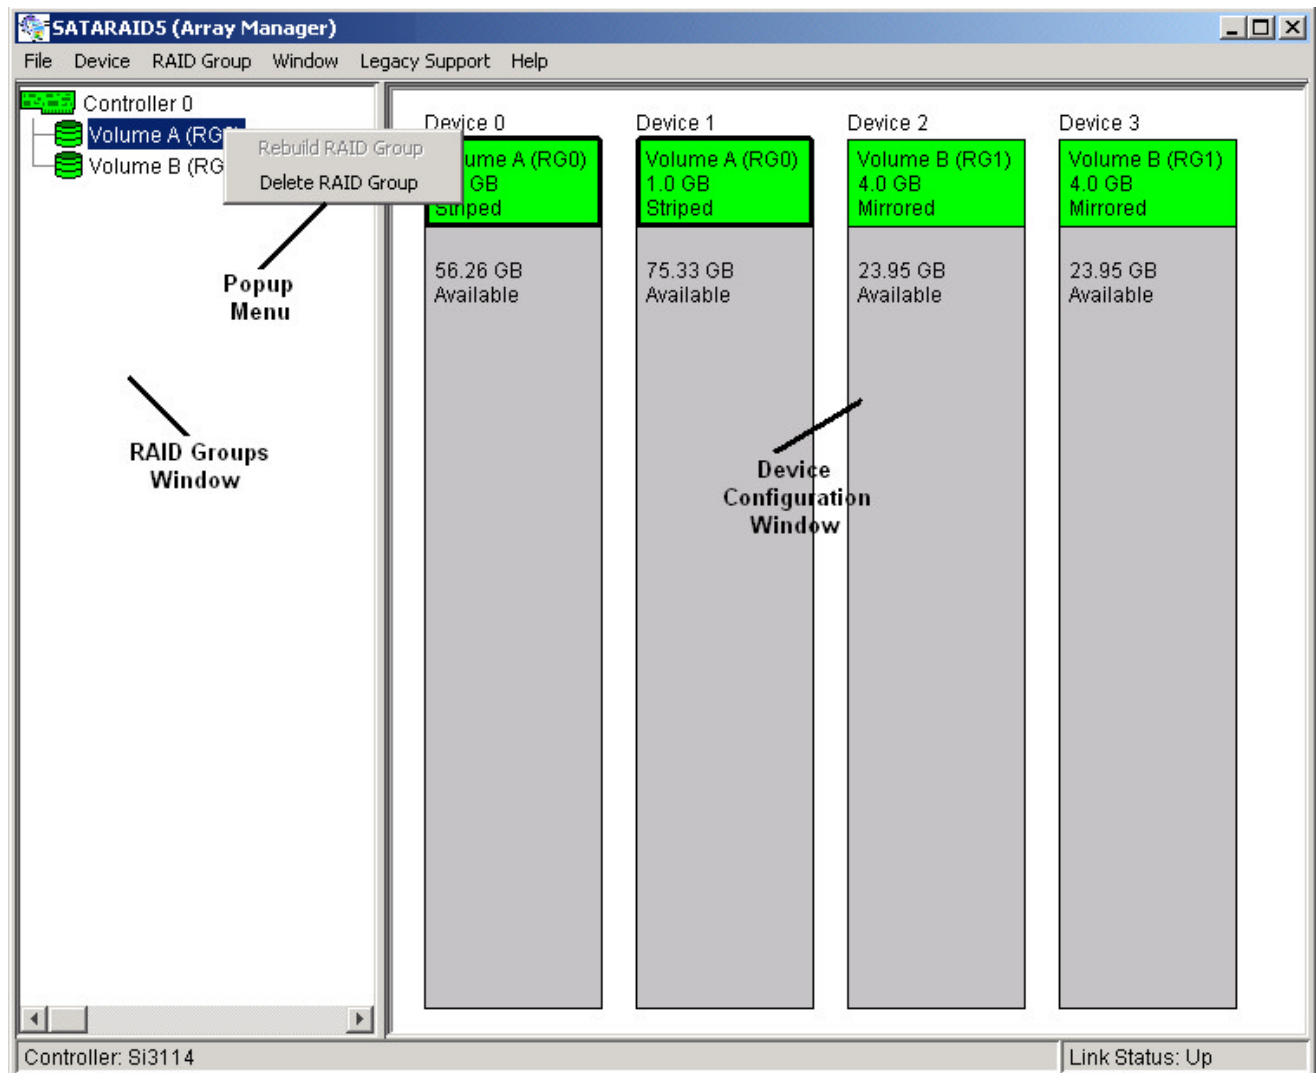 SATARAID5 (Array Manager)
File Device RAID Group Window Legacy Support Help
Controller 0
Volume A
Volume B
Rebuild RAID Group
Delete RAID Group
Popup
Menu
RAID Groups
Window
Device 0
A (RG0)
GB
Striped
56.26 GB
Available
Device 1
Volume A (RG0)
1.0 GB
Striped
75.33 GB
Available
Device 2
Volume B (RG1)
4.0 GB
Mirrored
23.95 GB
Available
Device 3
Volume B (RG1)
4.0 GB
Mirrored
23.95 GB
Available
Device
Configuration
Window
Controller: Si3114
Link Status: Up